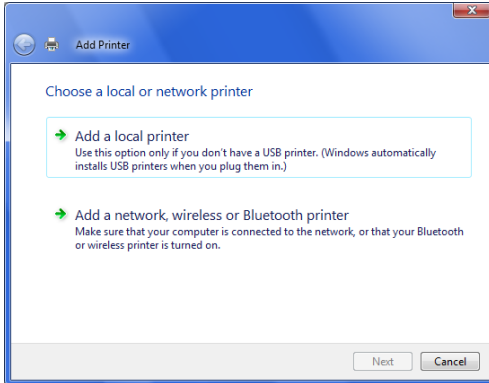 Add Printer
Choose a local or network printer
Add a local printer
Use this option only if you don't have a USB printer. (Windows automatically
installs USB printers when you plug them in.)
Add a network, wireless or Bluetooth printer
Make sure that your computer is connected to the network, or that your Bluetooth
or wireless printer is turned on.
Next
Cancel